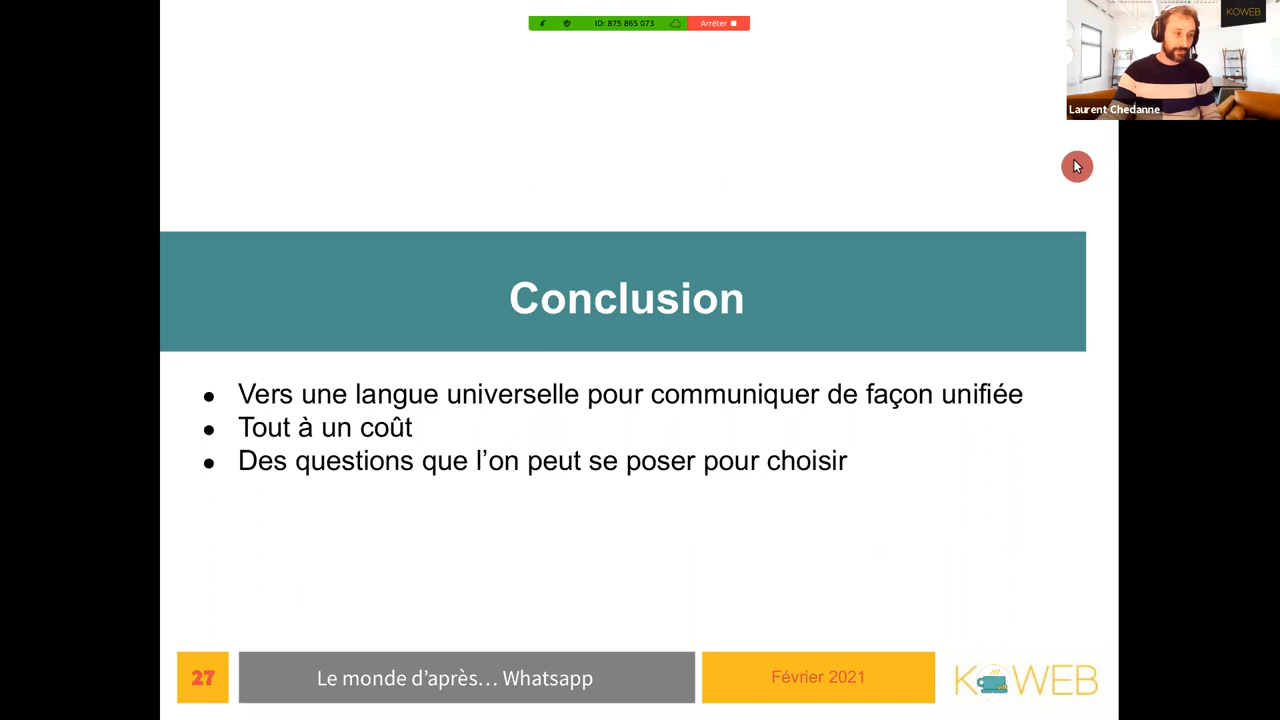 ID: 875 865 073
Arrêter
KOWEB
Laurent Chedanne
Conclusion
Vers une langue universelle pour communiquer de façon unifiée
Tout à un coût
Des questions que l’on peut se poser pour choisir
27
Le monde d’après… Whatsapp
Février 2021
KOWEB